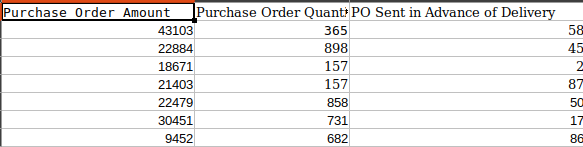 Purchase Order Amount Purchase Order Quanti PO Sent in Advance of Delivery
43103 365 58
22884 898 45
18671 157 2
21403 157 87
22479 858 50
30451 731 17
9452 682 86